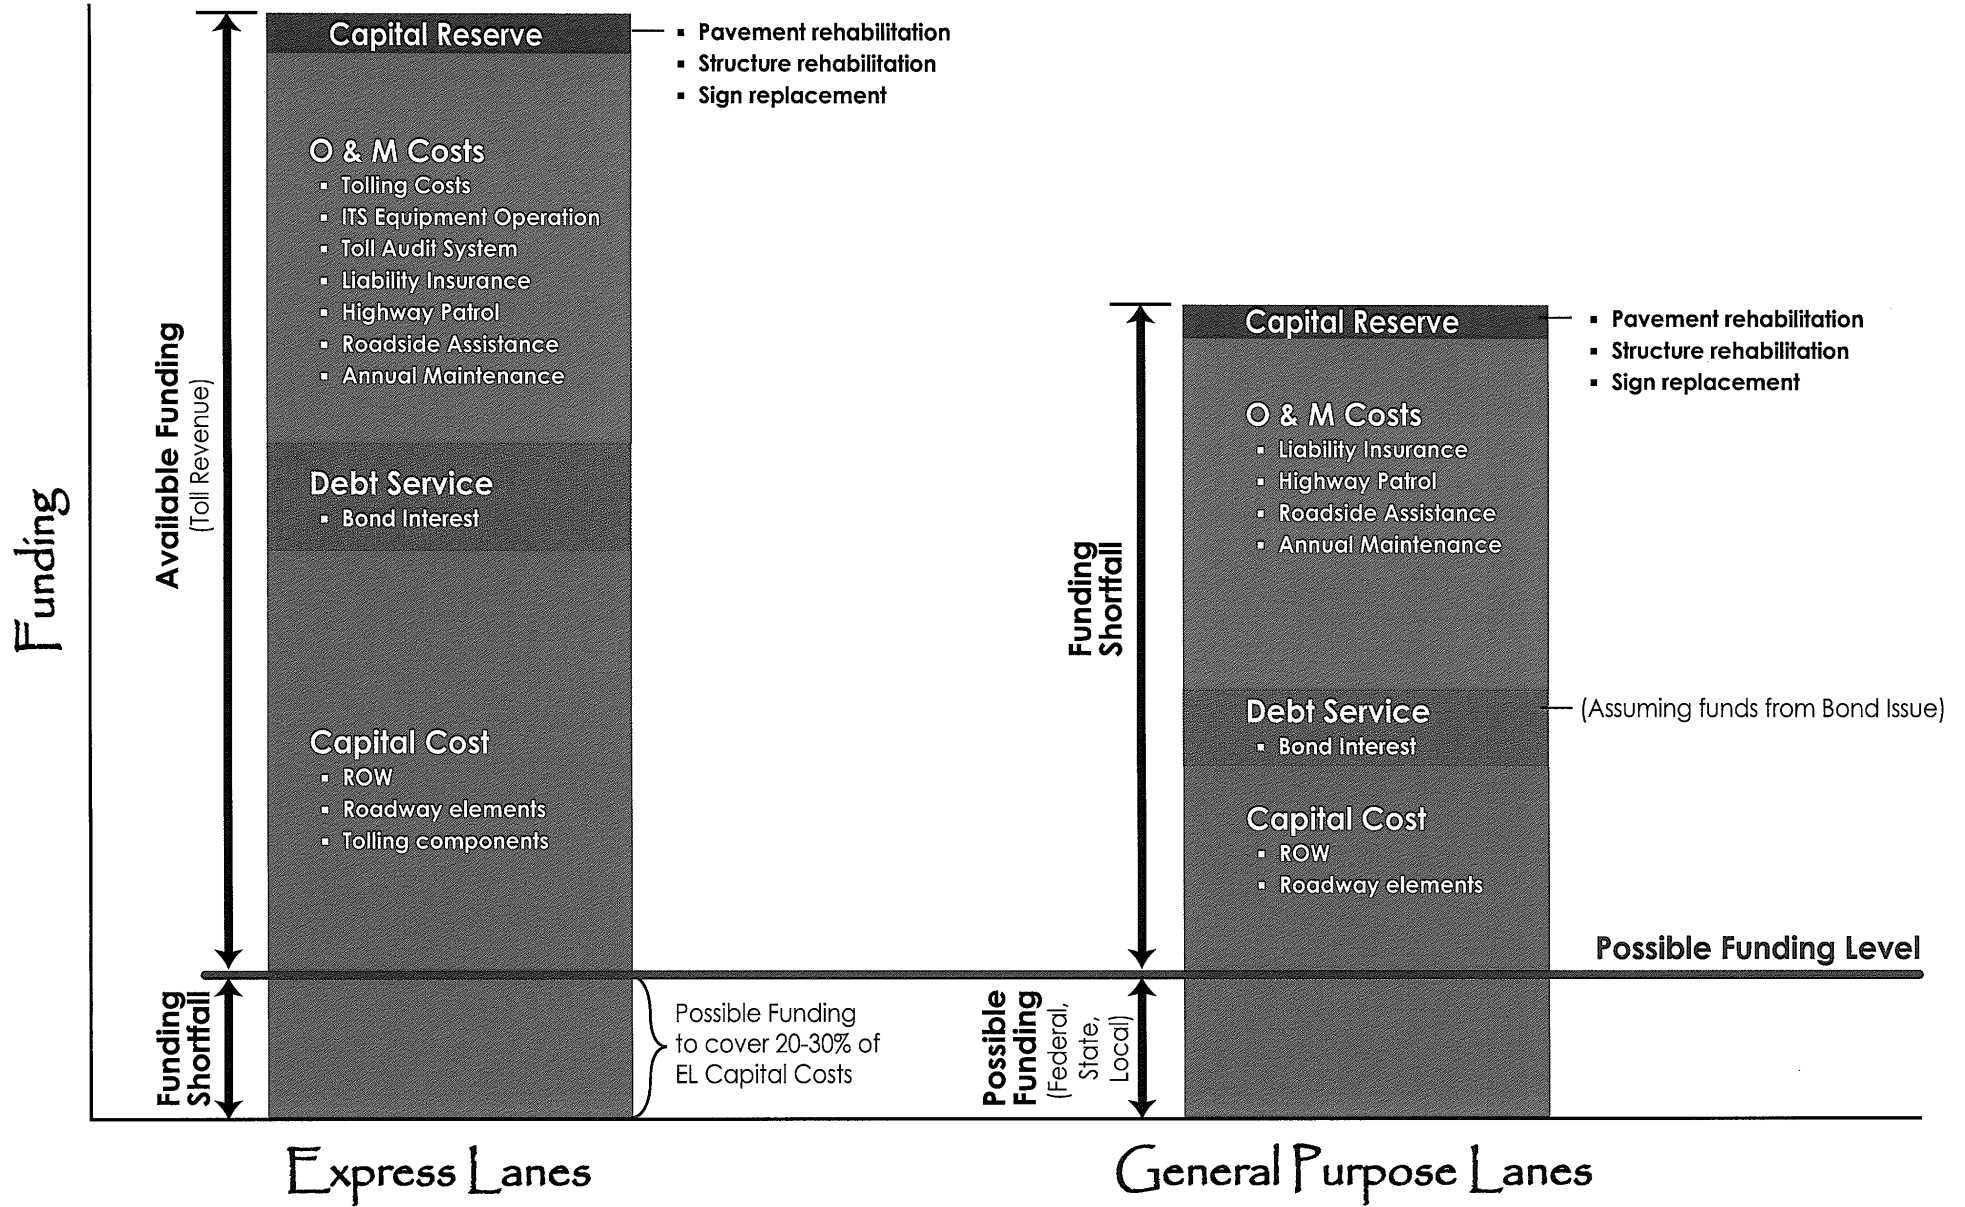 Funding
Available Funding
(Toll Revenue)
Funding
Shortfall
Capital Reserve
▪ Pavement rehabilitation
▪ Structure rehabilitation
▪ Sign replacement
O & M Costs
▪ Tolling Costs
▪ ITS Equipment Operation
▪ Toll Audit System
▪ Liability Insurance
▪ Highway Patrol
▪ Roadside Assistance
▪ Annual Maintenance
Debt Service
▪ Bond Interest
Capital Cost
▪ ROW
▪ Roadway elements
▪ Tolling components
Possible Funding
to cover 20-30% of
EL Capital Costs
Express Lanes
Funding
Shortfall
Possible
Funding
(Federal,
State,
Local)
Capital Reserve
▪ Pavement rehabilitation
▪ Structure rehabilitation
▪ Sign replacement
O & M Costs
▪ Liability Insurance
▪ Highway Patrol
▪ Roadside Assistance
▪ Annual Maintenance
Debt Service
▪ Bond Interest
(Assuming funds from Bond Issue)
Capital Cost
▪ ROW
▪ Roadway elements
Possible Funding Level
General Purpose Lanes